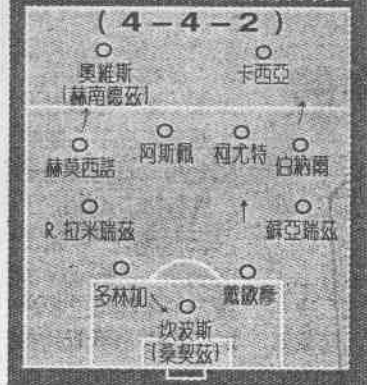 (4-4-2)
奧維斯 卡西亞
(赫南德茲)
赫莫西諾 阿斯佩 柯尤特 伯納爾
R.拉米瑞茲 蘇亞瑞茲
多林加 戴歐
坎波斯
(桑契茲)